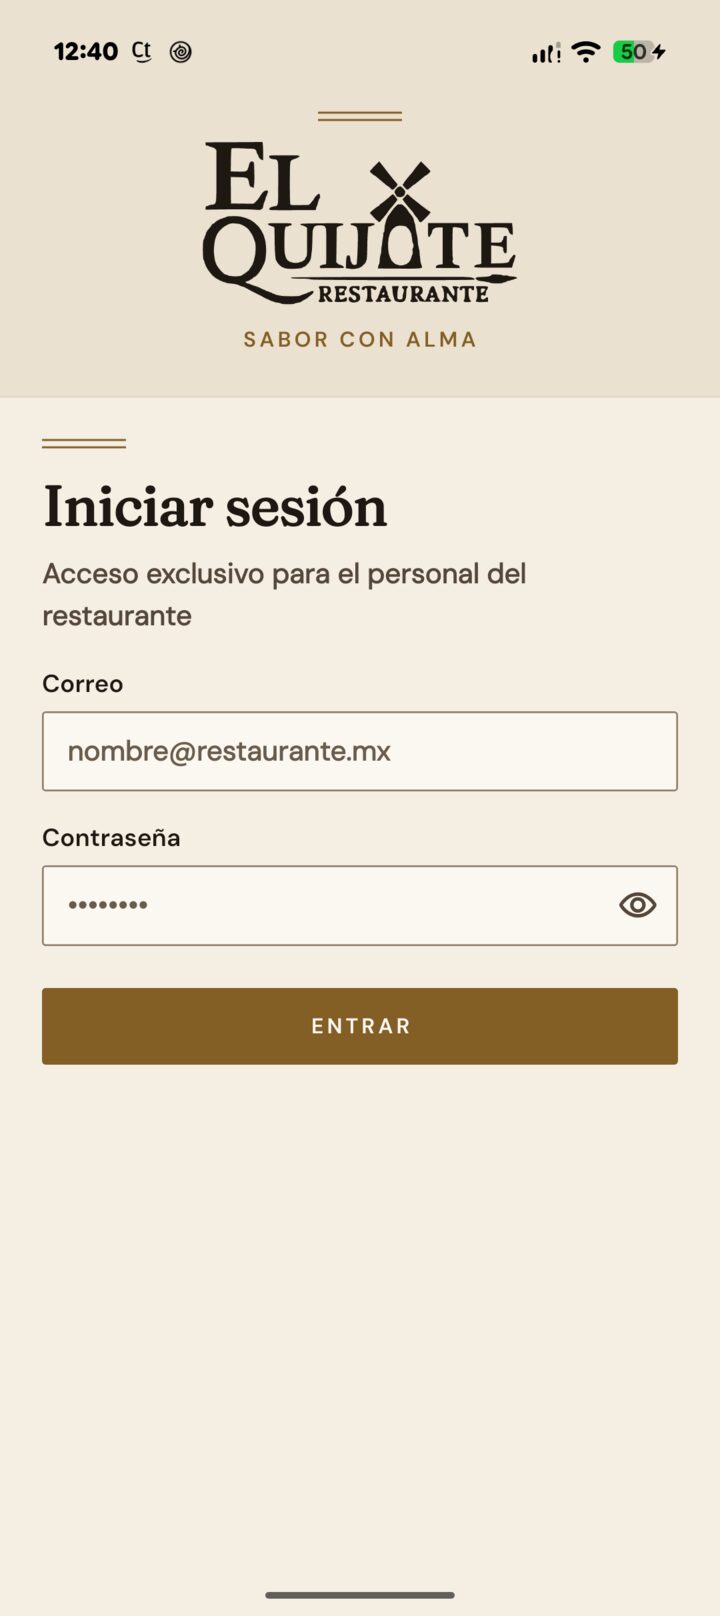 12:40 Ct 50
EL
QUIJOTE
RESTAURANTE
SABOR CON ALMA
Iniciar sesión
Acceso exclusivo para el personal del
restaurante
Correo
nombre@restaurante.mx
Contraseña
••••••••
ENTRAR